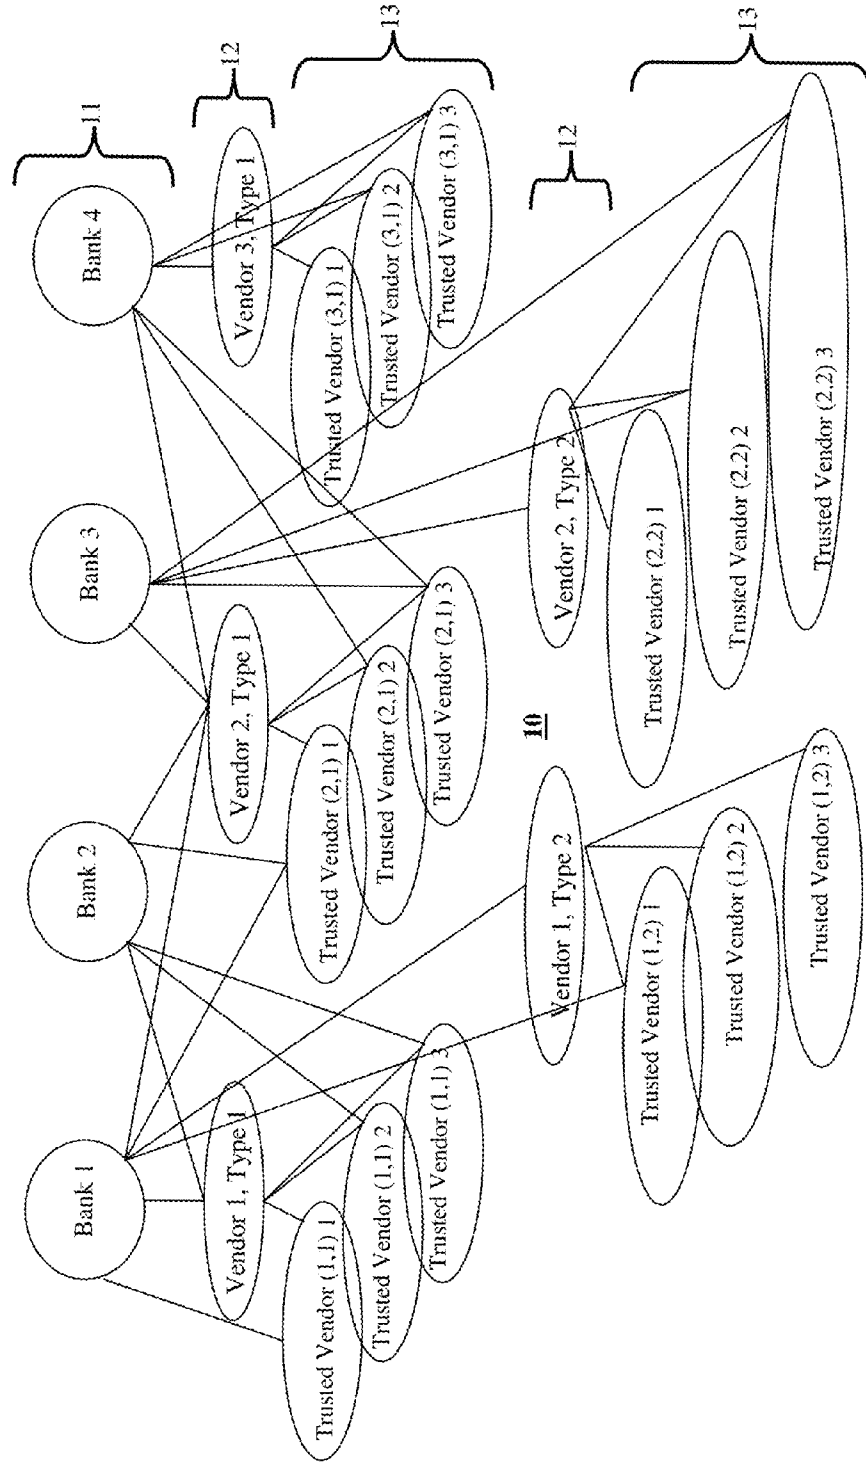 Bank 1
Bank 2
Bank 3
Bank 4
11
Vendor 1, Type 1
Vendor 2, Type 1
Vendor 3, Type 1
12
Trusted Vendor (1,1) 1
Trusted Vendor (1,1) 2
Trusted Vendor (1,1) 3
Trusted Vendor (2,1) 1
Trusted Vendor (2,1) 2
Trusted Vendor (2,1) 3
Trusted Vendor (3,1) 1
Trusted Vendor (3,1) 2
Trusted Vendor (3,1) 3
13
10
Vendor 1, Type 2
Vendor 2, Type 2
12
Trusted Vendor (1,2) 1
Trusted Vendor (1,2) 2
Trusted Vendor (1,2) 3
Trusted Vendor (2.2) 1
Trusted Vendor (2.2) 2
Trusted Vendor (2.2) 3
13